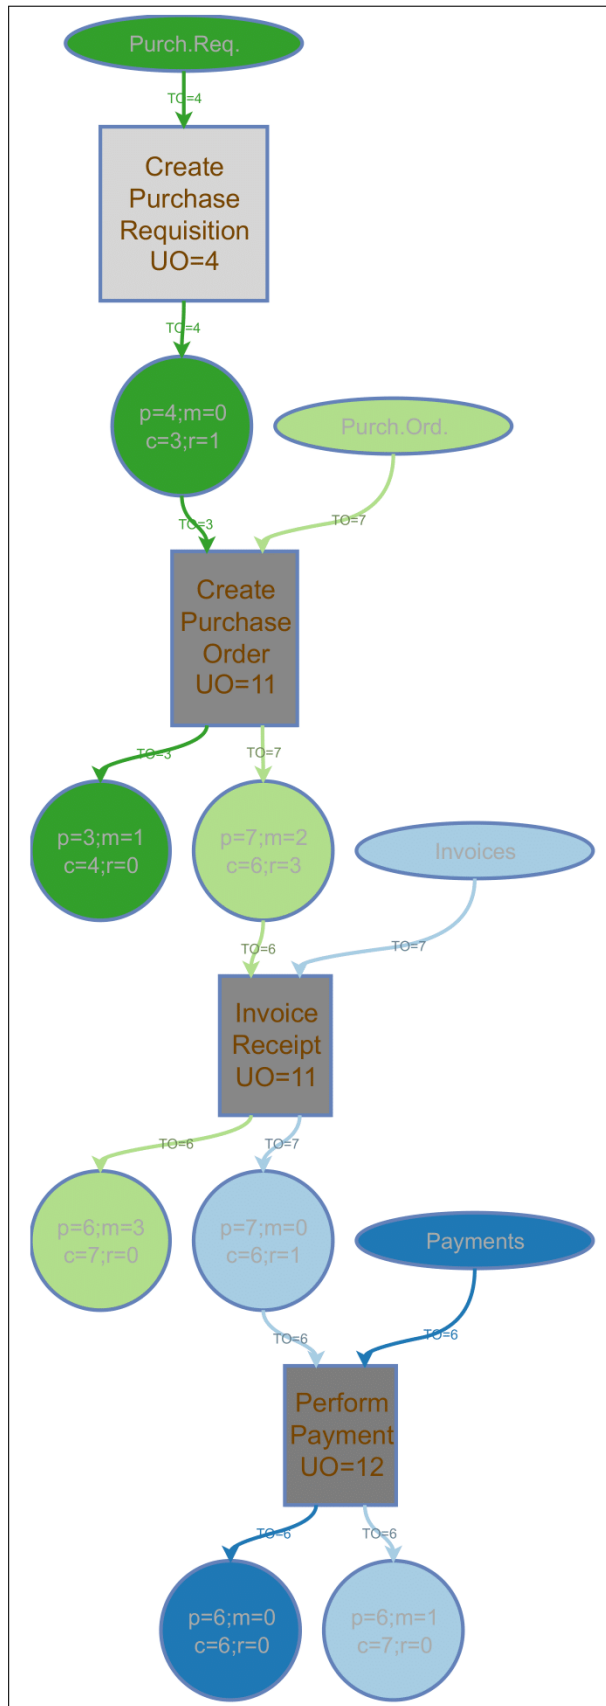 Purch.Req.
TO=4
Create
Purchase
Requisition
UO=4
TO=4
p=4;m=0
c=3;r=1
Purch.Ord.
TO=3
TO=7
Create
Purchase
Order
UO=11
TO=3
TO=7
p=3;m=1
c=4;r=0
p=7;m=2
c=6;r=3
Invoices
TO=6
TO=7
Invoice
Receipt
UO=11
TO=6
TO=7
p=6;m=3
c=7;r=0
p=7;m=0
c=6;r=1
Payments
TO=6
TO=6
Perform
Payment
UO=12
TO=6
TO=6
p=6;m=0
c=6;r=0
p=6;m=1
c=7;r=0